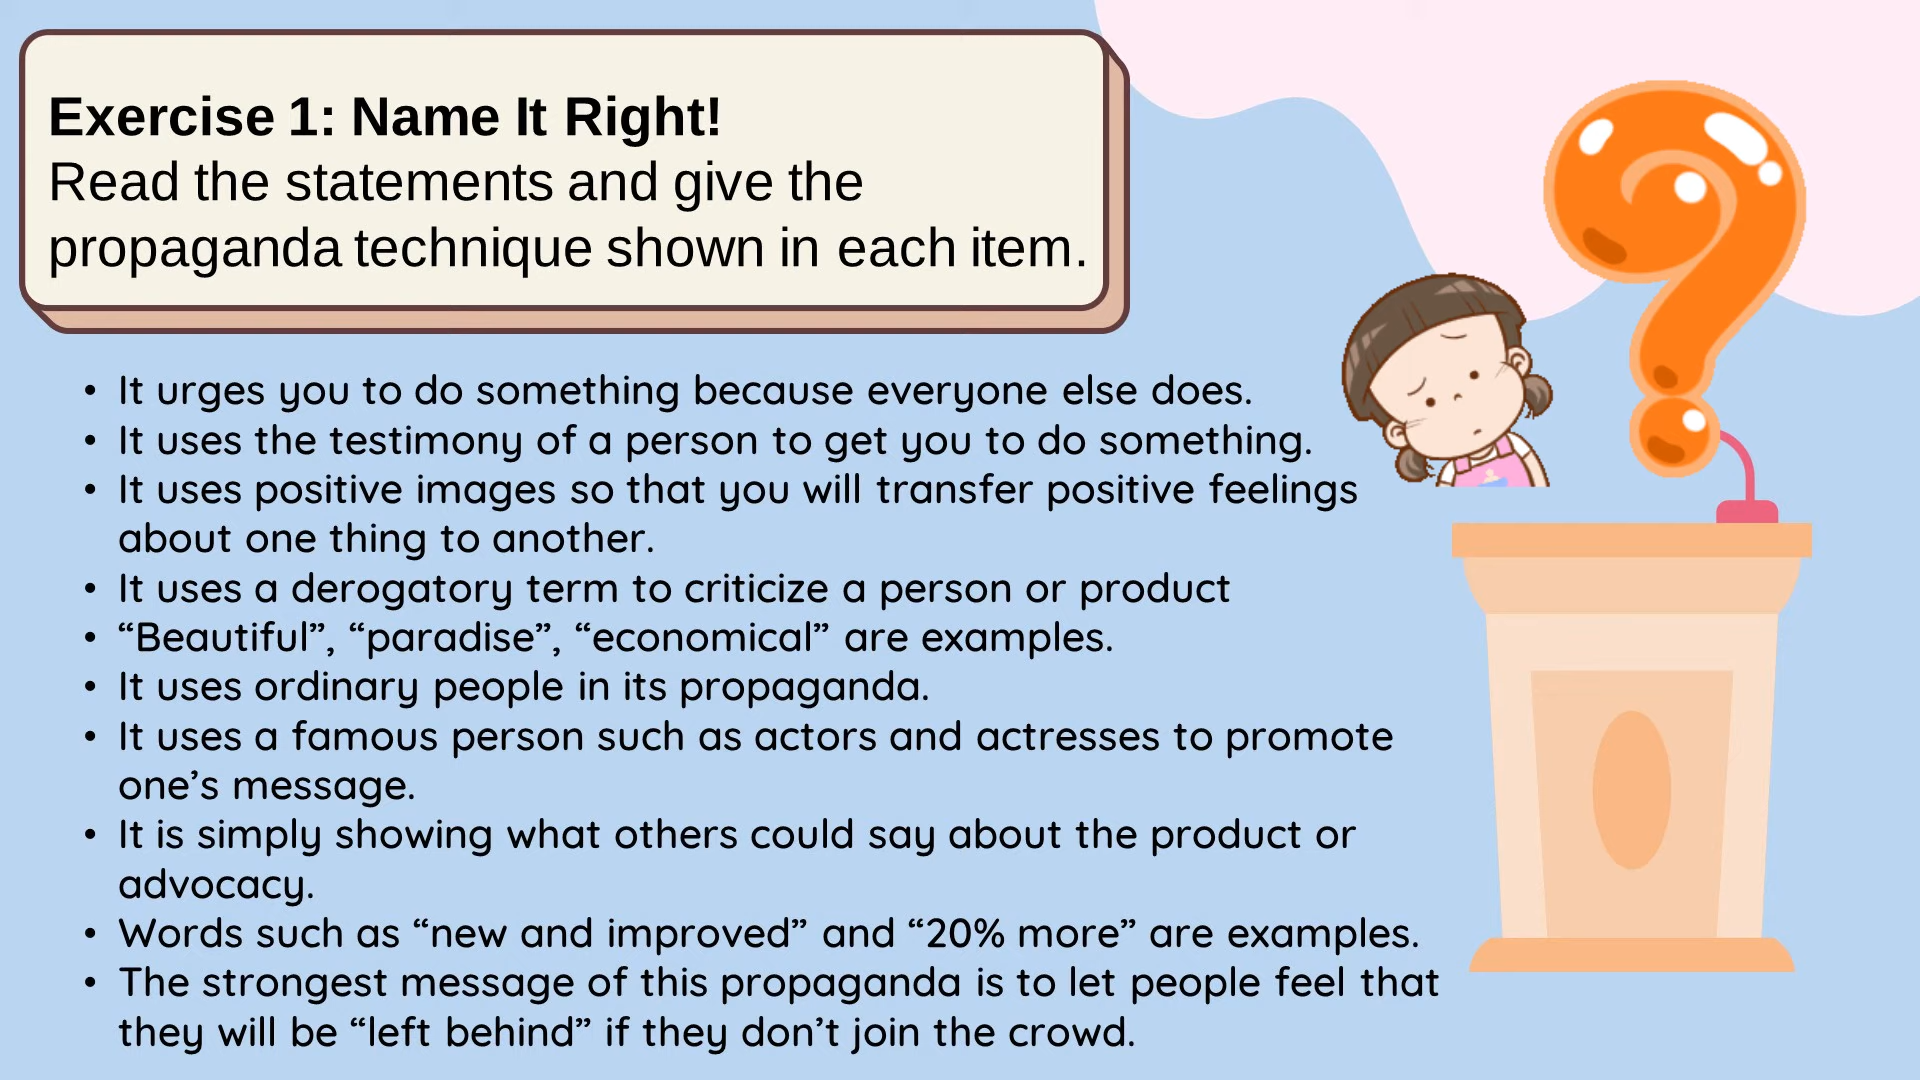 Exercise 1: Name It Right!
Read the statements and give the
propaganda technique shown in each item.
• It urges you to do something because everyone else does.
• It uses the testimony of a person to get you to do something.
• It uses positive images so that you will transfer positive feelings
about one thing to another.
• It uses a derogatory term to criticize a person or product
• “Beautiful”, “paradise”, “economical” are examples.
• It uses ordinary people in its propaganda.
• It uses a famous person such as actors and actresses to promote
one’s message.
• It is simply showing what others could say about the product or
advocacy.
• Words such as “new and improved” and “20% more” are examples.
• The strongest message of this propaganda is to let people feel that
they will be “left behind” if they don’t join the crowd.